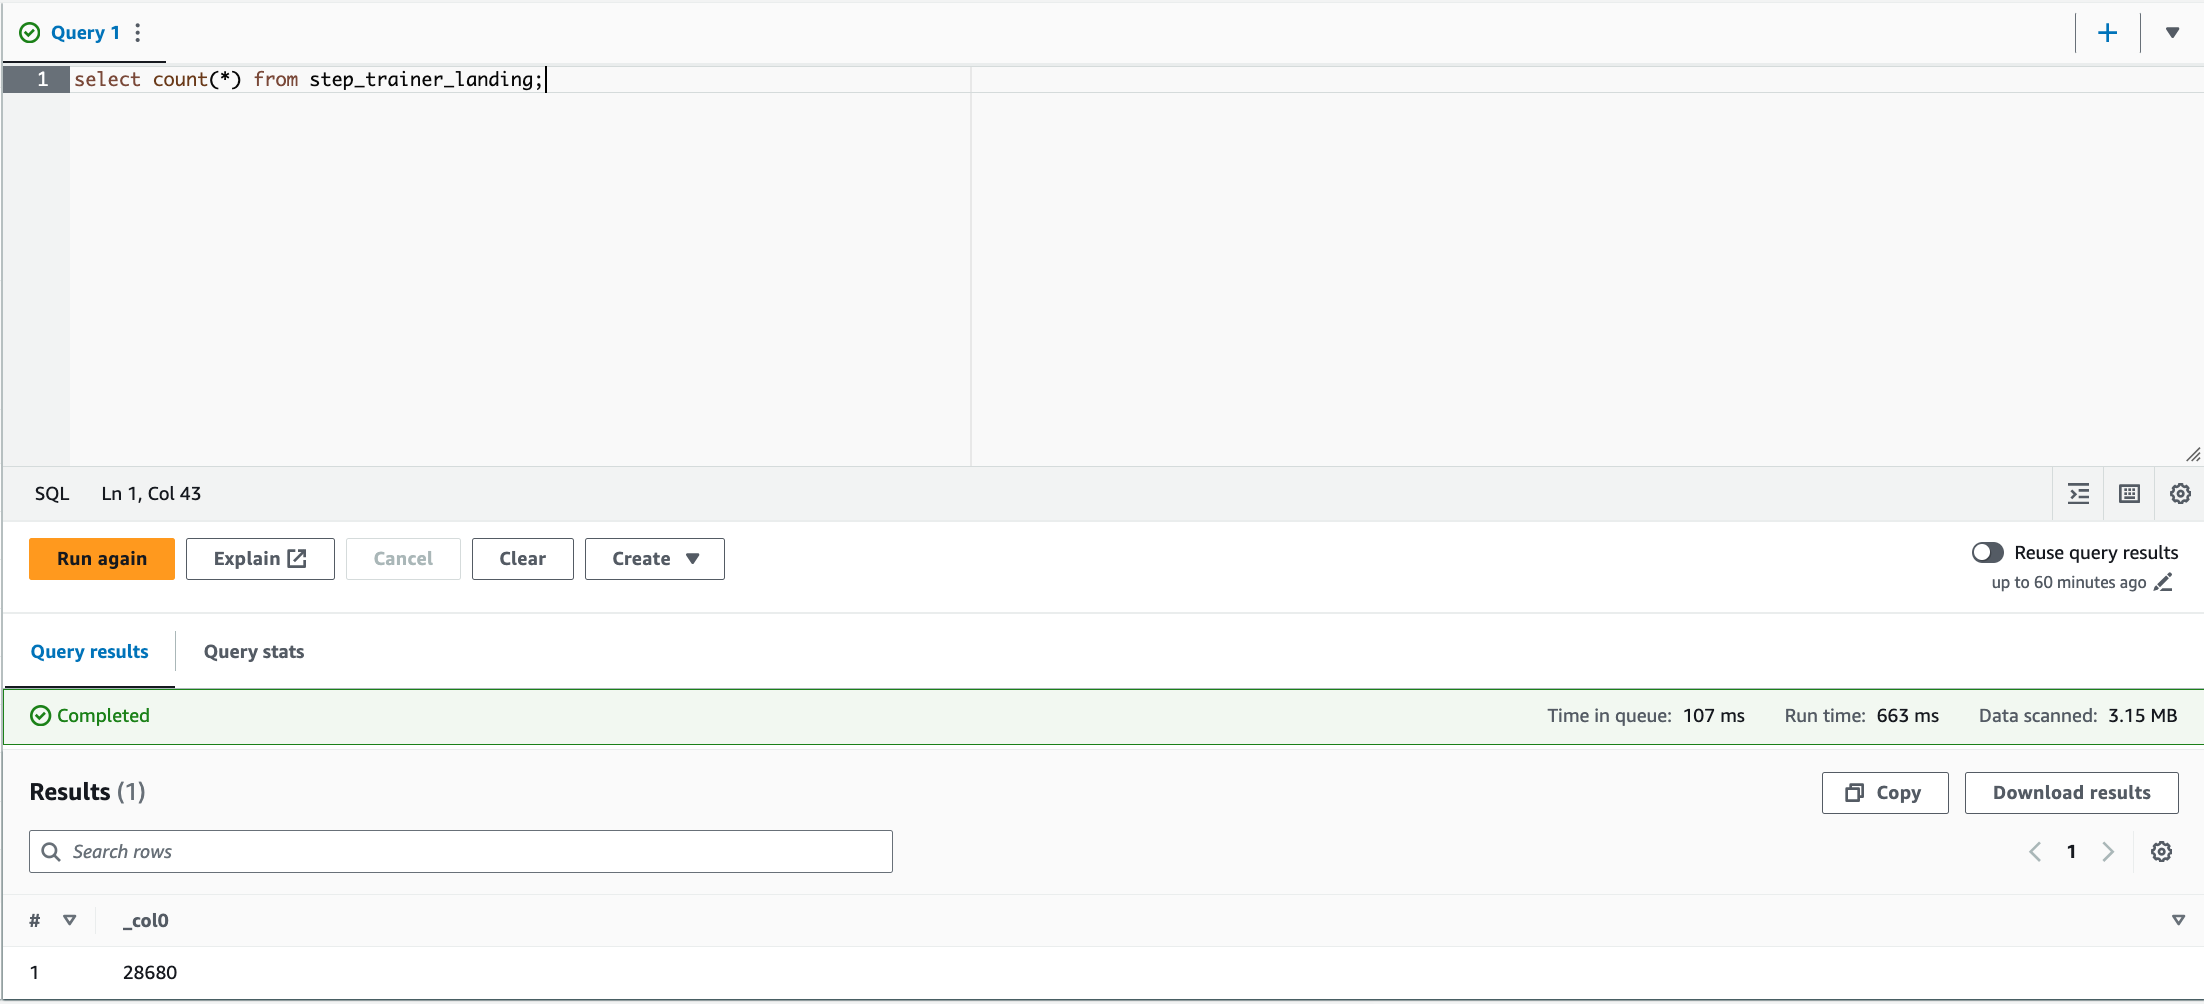 Query 1
1 select count(*) from step_trainer_landing;
SQL Ln 1, Col 43
Run again Explain Cancel Clear Create Reuse query results
up to 60 minutes ago
Query results Query stats
Completed Time in queue: 107 ms Run time: 663 ms Data scanned: 3.15 MB
Results (1) Copy Download results
Search rows 1
# _col0
1 28680